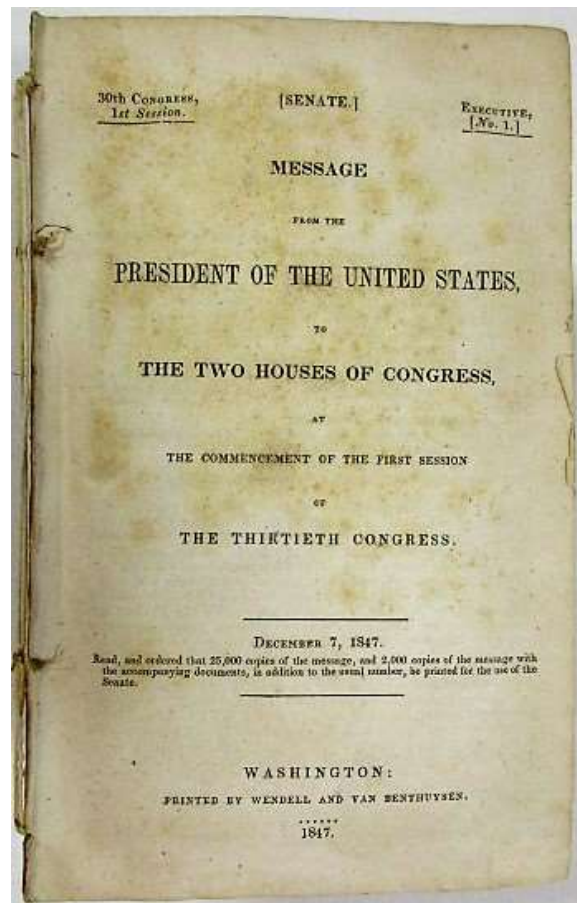 30th Congress,
1st Session.
[SENATE.]
Executive,
[No. 1.]
MESSAGE
FROM THE
PRESIDENT OF THE UNITED STATES,
TO
THE TWO HOUSES OF CONGRESS,
AT
THE COMMENCEMENT OF THE FIRST SESSION
OF
THE THIRTIETH CONGRESS.
December 7, 1847.
Read, and ordered that 25,000 copies of the message, and 2,000 copies of the message with
the accompanying documents, in addition to the usual number, be printed for the use of the
Senate.
WASHINGTON:
PRINTED BY WENDELL AND VAN BENTHUYSEN.
......
1847.